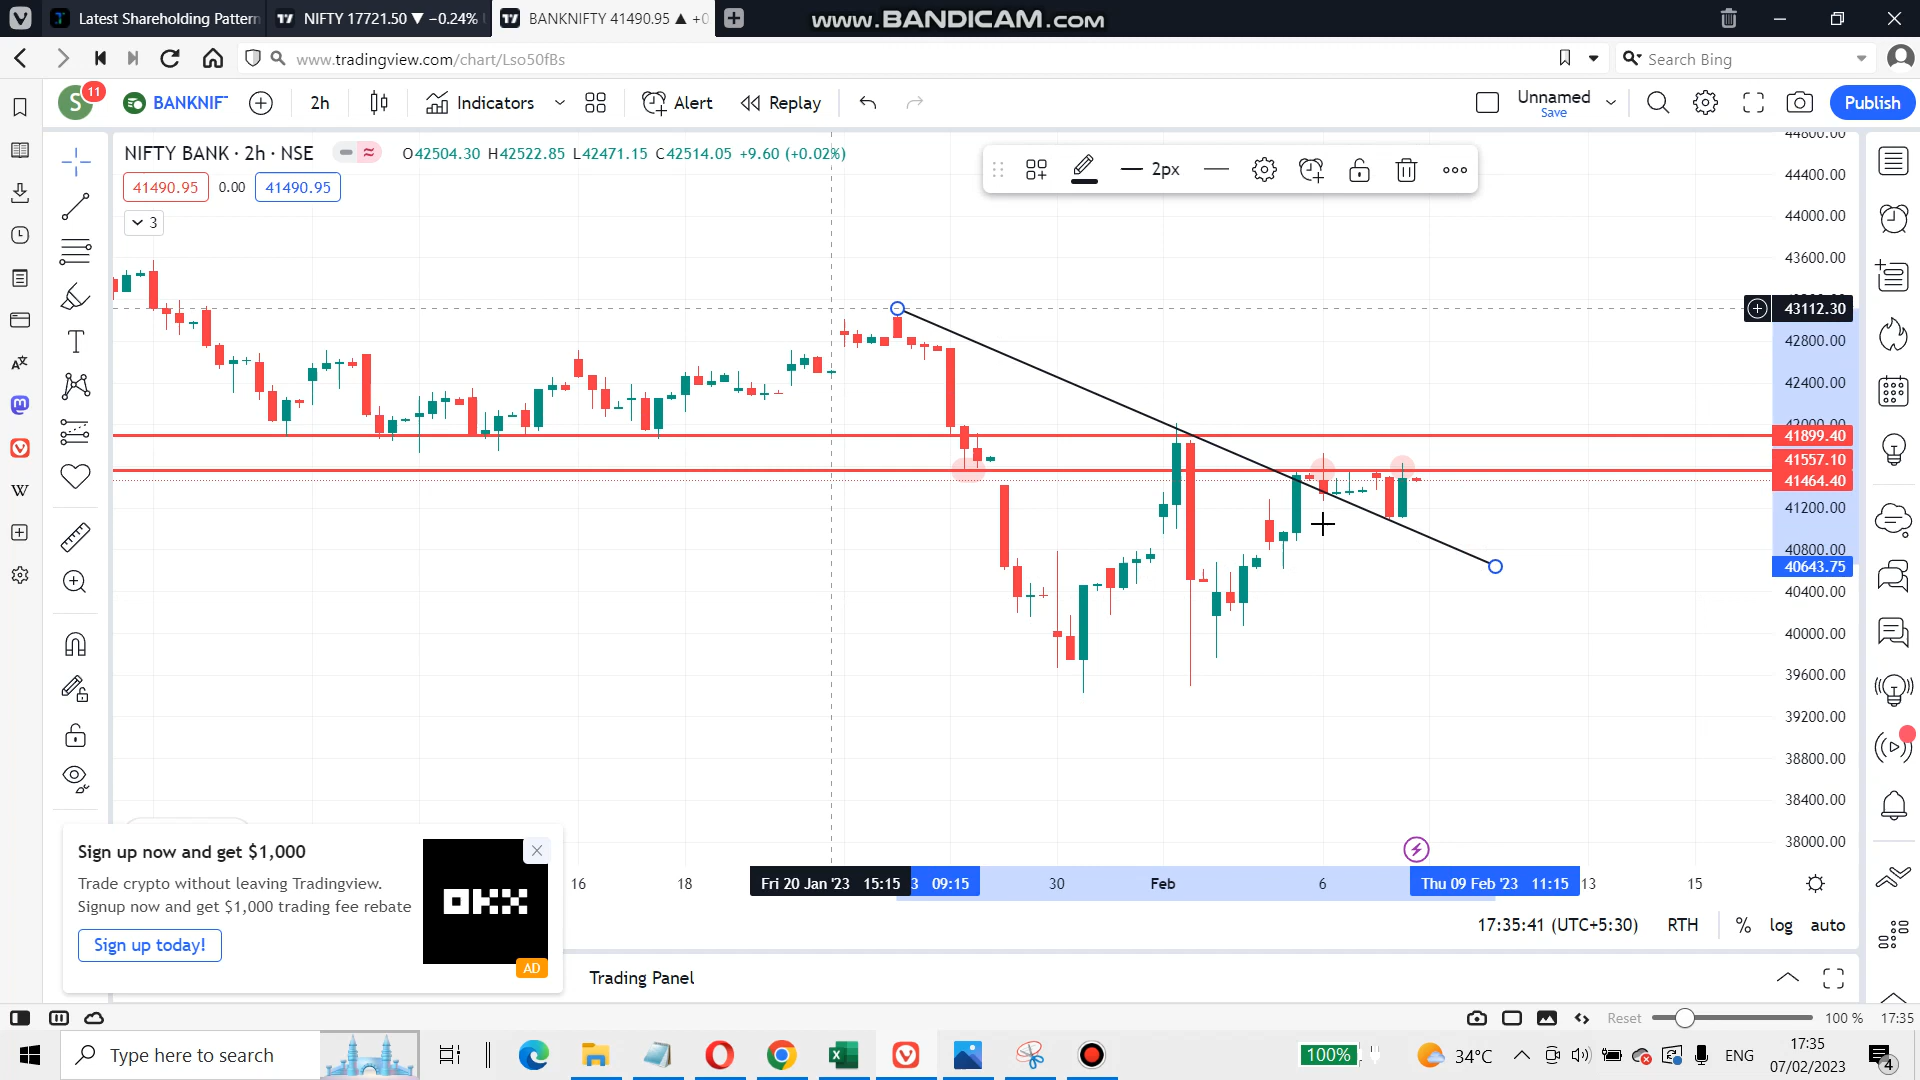 Latest Shareholding Pattern
NIFTY 17721.50 ▼ −0.24%
BANKNIFTY 41490.95 ▲ +0
www.BANDICAM.com
www.tradingview.com/chart/Lso50fBs
Search Bing
S
11
BANKNIF
2h
Indicators
Alert
Replay
Unnamed
Save
Publish
NIFTY BANK · 2h · NSE
O42504.30 H42522.85 L42471.15 C42514.05 +9.60 (+0.02%)
41490.95
0.00
41490.95
3
2px
44800.00
44400.00
44000.00
43600.00
43112.30
42800.00
42400.00
42000.00
41899.40
41557.10
41464.40
41200.00
40800.00
40643.75
40400.00
40000.00
39600.00
39200.00
38800.00
38400.00
38000.00
Sign up now and get $1,000
Trade crypto without leaving Tradingview.
Signup now and get $1,000 trading fee rebate
Sign up today!
OKX
AD
16
18
Fri 20 Jan '23 15:15
3 09:15
30
Feb
6
Thu 09 Feb '23 11:15
13
15
17:35:41 (UTC+5:30)
RTH
%
log
auto
Trading Panel
Reset
100 %
17:35
Type here to search
100%
34°C
ENG
17:35
07/02/2023
4